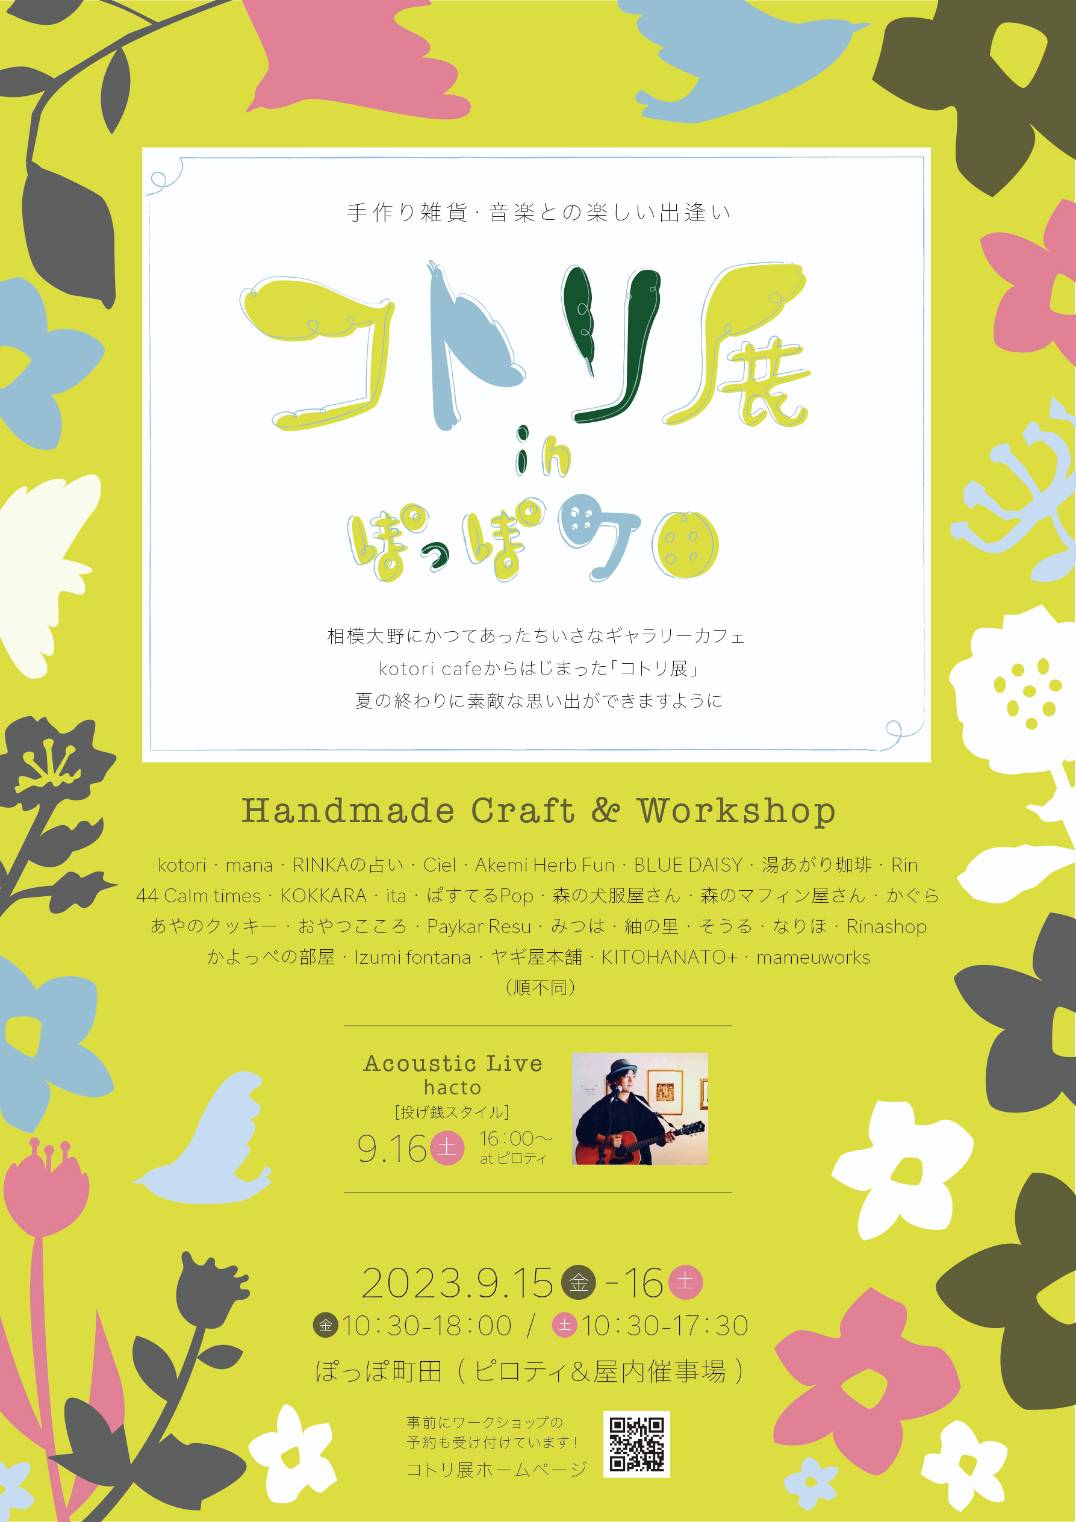 手作り雑貨・音楽との楽しい出逢い
コトリ展
in
ぽっぽ町田
相模大野にかつてあったちいさなギャラリーカフェ
kotori cafeからはじまった「コトリ展」
夏の終わりに素敵な思い出ができますように
Handmade Craft & Workshop
kotori・mana・RINKAの占い・Ciel・Akemi Herb Fun・BLUE DAISY・湯あがり珈琲・Rin
44 Calm times・KOKKARA・ita・ぱすてるPop・森の犬服屋さん・森のマフィン屋さん・かぐら
あやのクッキー・おやつこころ・Paykar Resu・みつは・紬の里・そうる・なりほ・Rinashop
かよっぺの部屋・Izumi fontana・ヤギ屋本舗・KITOHANATO+・mameuworks
（順不同）
Acoustic Live
hacto
[投げ銭スタイル]
9.16土 16：00〜
at ピロティ
2023.9.15金-16土
金10：30-18：00 / 土10：30-17：30
ぽっぽ町田（ピロティ&屋内催事場）
事前にワークショップの
予約も受け付けています！
コトリ展ホームページ